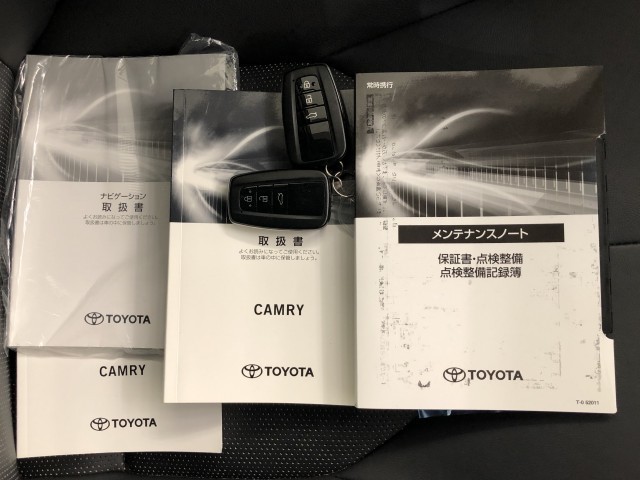 ナビゲーション
取扱書
よくお読みになってご使用ください。
取扱書は車の中に保管しましょう。
TOYOTA
CAMRY
TOYOTA
取扱書
よくお読みになってご使用ください。
取扱書は車の中に保管しましょう。
CAMRY
TOYOTA
常時携行
メンテナンスノート
保証書・点検整備
点検整備記録簿
TOYOTA